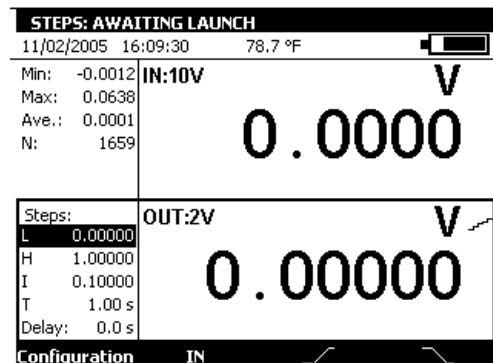 STEPS: AWAITING LAUNCH
11/02/2005 16:09:30 78.7 °F
Min: -0.0012
Max: 0.0638
Ave.: 0.0001
N: 1659
IN:10V V
0.0000
Steps:
L 0.00000
H 1.00000
I 0.10000
T 1.00 s
Delay: 0.0 s
OUT:2V V
0.00000
Configuration IN